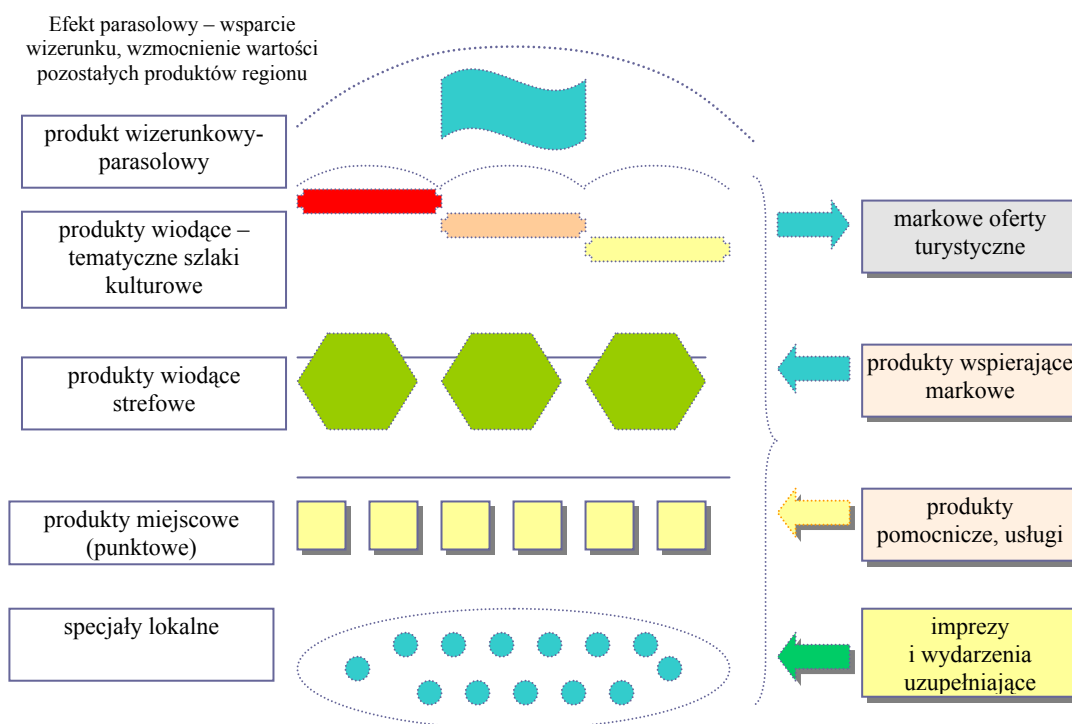 Efekt parasolowy – wsparcie
wizerunku, wzmocnienie wartości
pozostałych produktów regionu
produkt wizerunkowy-
parasolowy
produkty wiodące –
tematyczne szlaki
kulturowe
produkty wiodące
strefowe
produkty miejscowe
(punktowe)
specjały lokalne
markowe oferty
turystyczne
produkty wspierające
markowe
produkty
pomocnicze, usługi
imprezy
i wydarzenia
uzupełniające